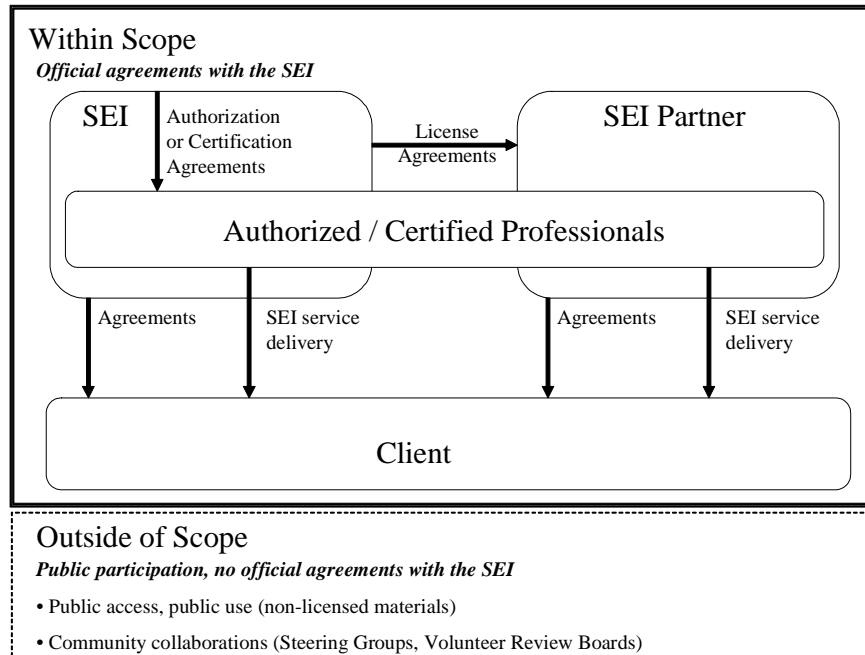 Within Scope
Official agreements with the SEI
SEI
Authorization
or Certification
Agreements
License
Agreements
SEI Partner
Authorized / Certified Professionals
Agreements
SEI service
delivery
Agreements
SEI service
delivery
Client
Outside of Scope
Public participation, no official agreements with the SEI
• Public access, public use (non-licensed materials)
• Community collaborations (Steering Groups, Volunteer Review Boards)